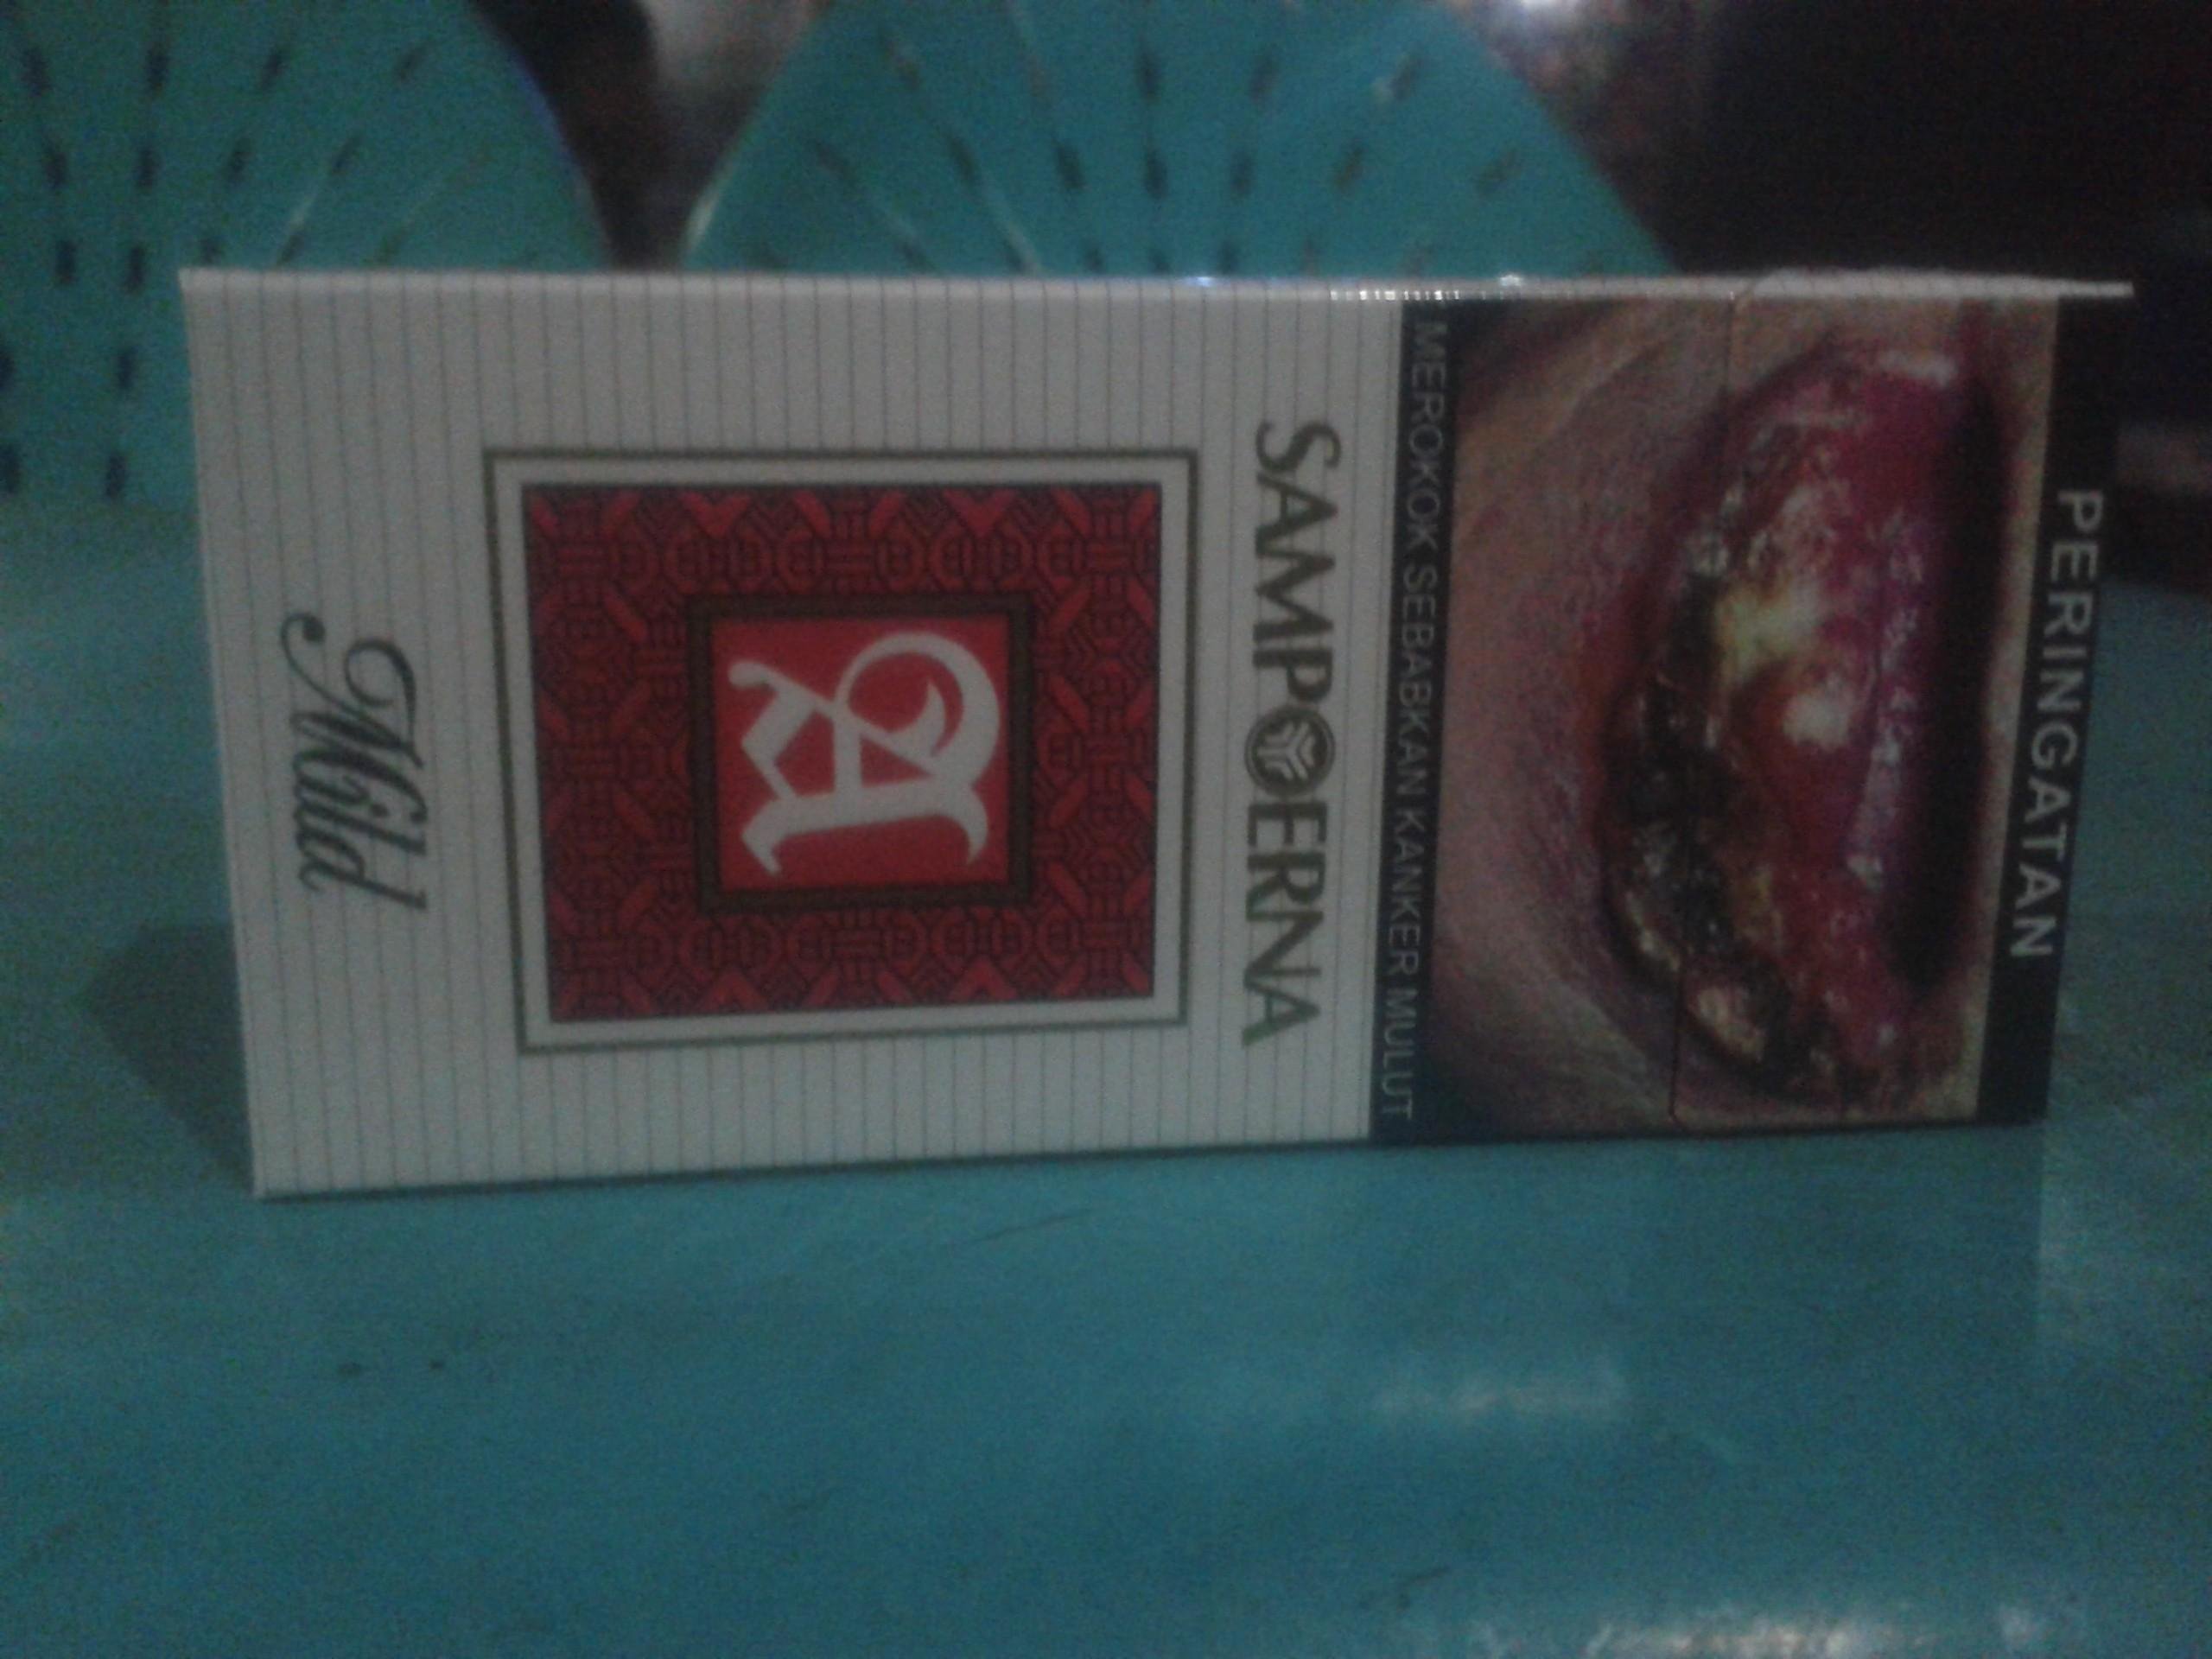 PERINGATAN
MEROKOK SEBABKAN KANKER MULUT
SAMPOERNA
A
Mild